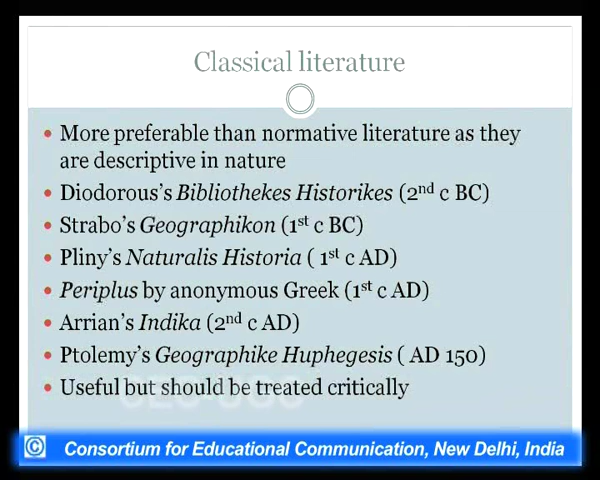 Classical literature
• More preferable than normative literature as they
are descriptive in nature
• Diodorous's Bibliothekes Historikes (2nd c BC)
• Strabo's Geographikon (1st c BC)
• Pliny's Naturalis Historia ( 1st c AD)
• Periplus by anonymous Greek (1st c AD)
• Arrian's Indika (2nd c AD)
• Ptolemy's Geographike Huphegesis ( AD 150)
• Useful but should be treated critically
CEC-UGC
© Consortium for Educational Communication, New Delhi, India